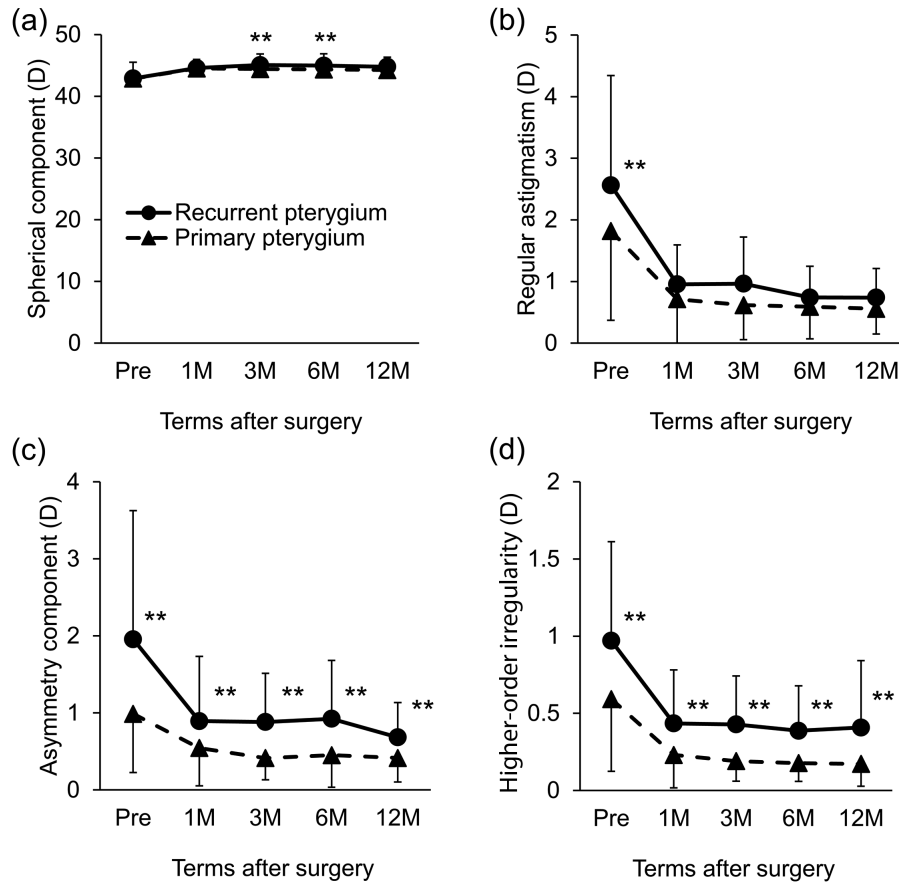 (a)
Spherical component (D)
50
40
30
20
10
0
** **
Recurrent pterygium
Primary pterygium
Pre 1M 3M 6M 12M
Terms after surgery
(b)
Regular astigmatism (D)
5
4
3
2
1
0
**
Pre 1M 3M 6M 12M
Terms after surgery
(c)
Asymmetry component (D)
4
3
2
1
0
** ** ** ** **
Pre 1M 3M 6M 12M
Terms after surgery
(d)
Higher-order irregularity (D)
2
1.5
1
0.5
0
** ** ** ** **
Pre 1M 3M 6M 12M
Terms after surgery